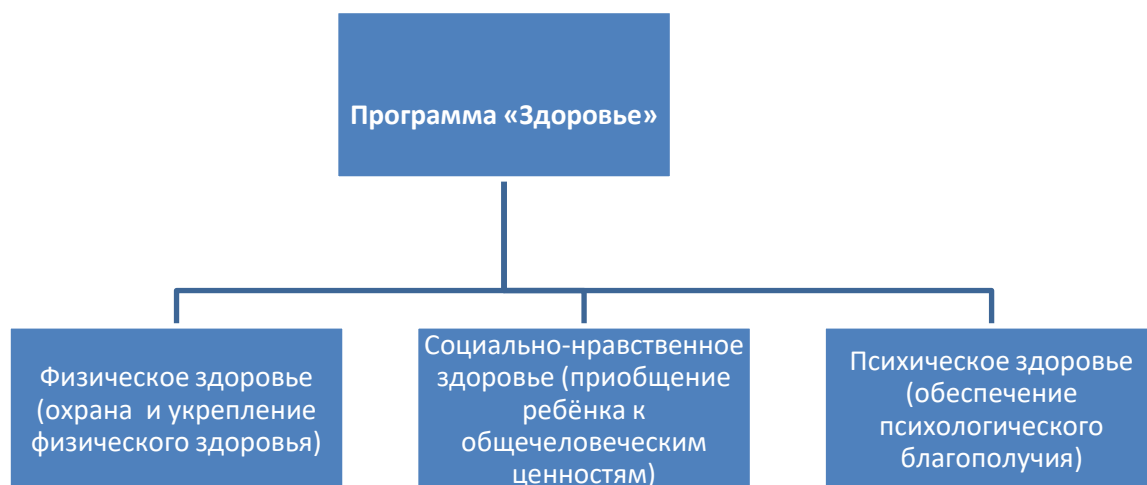 Программа «Здоровье»
Физическое здоровье
(охрана  и укрепление
физического здоровья)
Социально-нравственное
здоровье (приобщение
ребёнка к
общечеловеческим
ценностям)
Психическое здоровье
(обеспечение
психологического
благополучия)